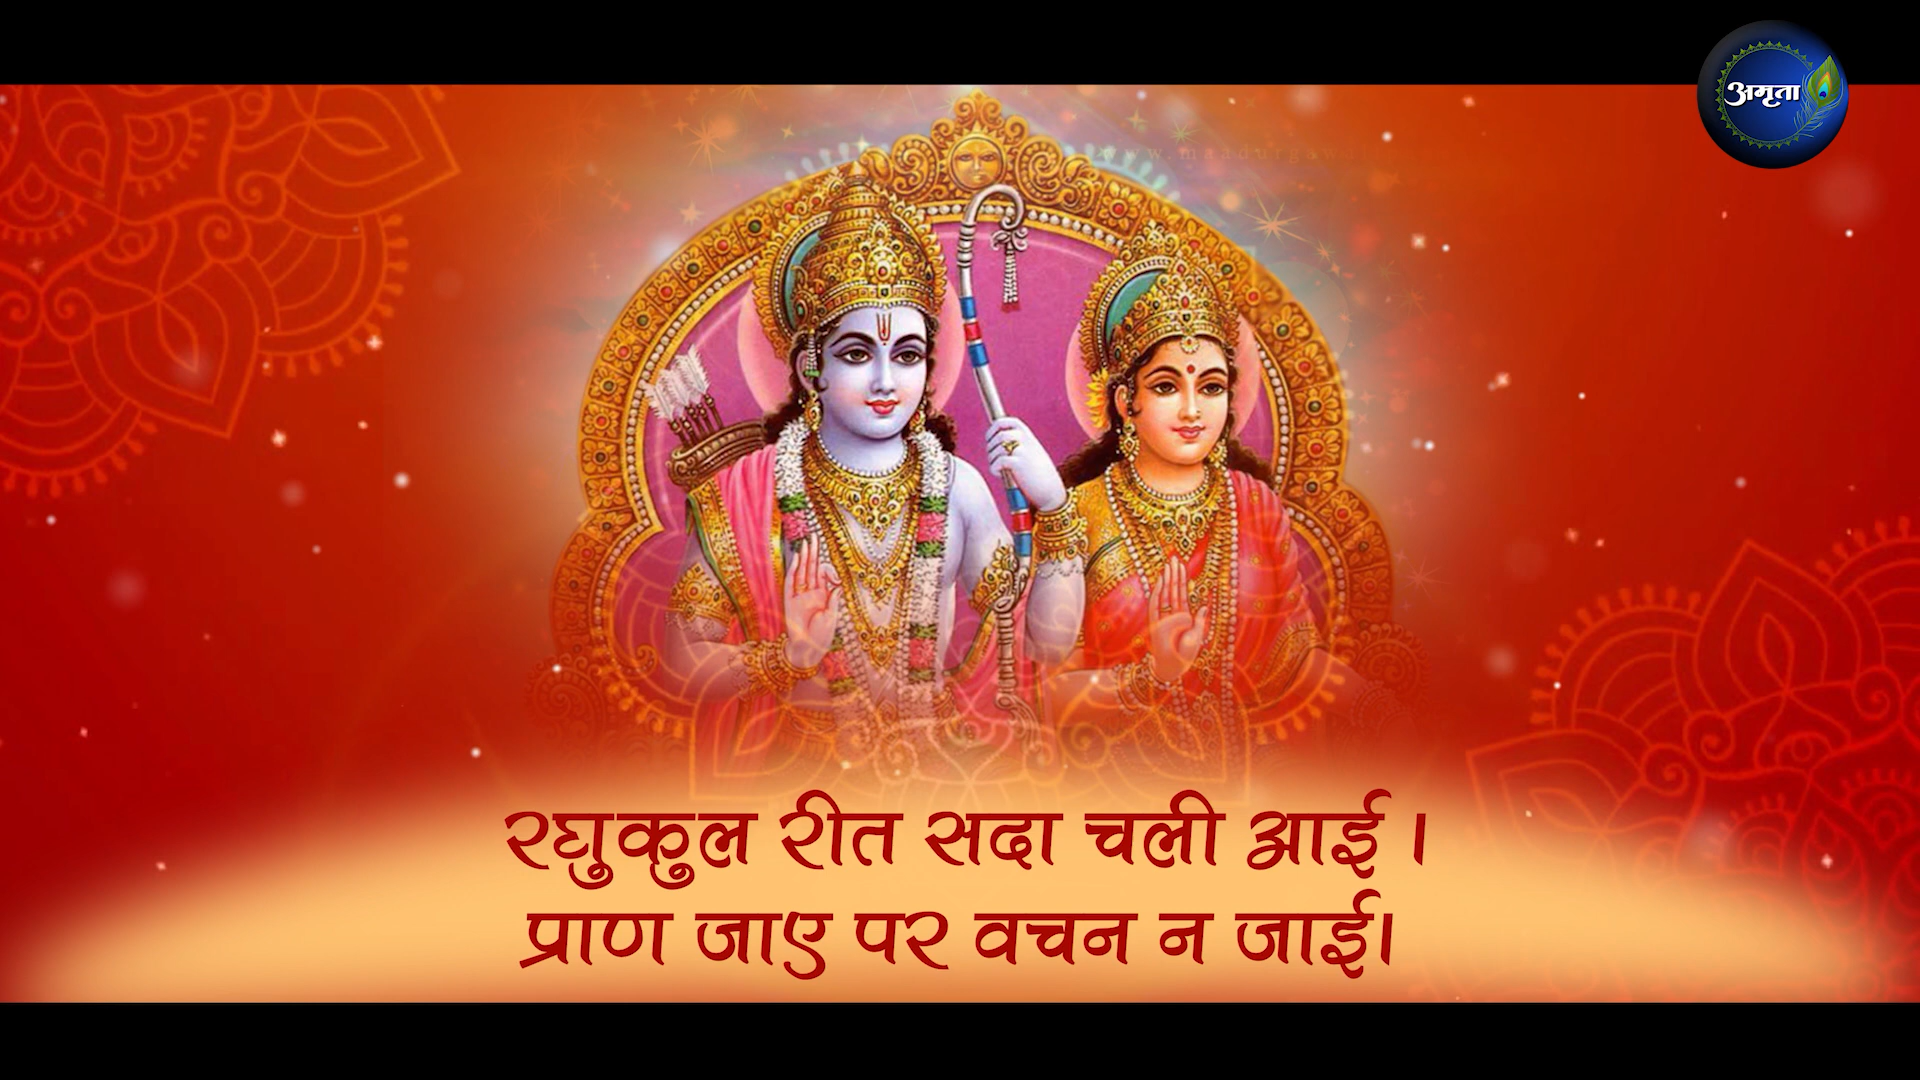 अमृता
रघुकुल रीत सदा चली आई ।
प्राण जाए पर वचन न जाई।